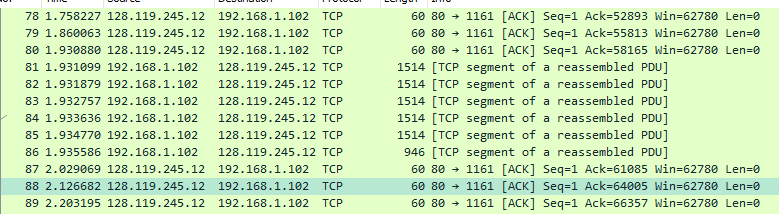 78 1.758227 128.119.245.12 192.168.1.102 TCP 60 80 → 1161 [ACK] Seq=1 Ack=52893 Win=62780 Len=0
79 1.860063 128.119.245.12 192.168.1.102 TCP 60 80 → 1161 [ACK] Seq=1 Ack=55813 Win=62780 Len=0
80 1.930880 128.119.245.12 192.168.1.102 TCP 60 80 → 1161 [ACK] Seq=1 Ack=58165 Win=62780 Len=0
81 1.931099 192.168.1.102 128.119.245.12 TCP 1514 [TCP segment of a reassembled PDU]
82 1.931879 192.168.1.102 128.119.245.12 TCP 1514 [TCP segment of a reassembled PDU]
83 1.932757 192.168.1.102 128.119.245.12 TCP 1514 [TCP segment of a reassembled PDU]
84 1.933636 192.168.1.102 128.119.245.12 TCP 1514 [TCP segment of a reassembled PDU]
85 1.934770 192.168.1.102 128.119.245.12 TCP 1514 [TCP segment of a reassembled PDU]
86 1.935586 192.168.1.102 128.119.245.12 TCP 946 [TCP segment of a reassembled PDU]
87 2.029069 128.119.245.12 192.168.1.102 TCP 60 80 → 1161 [ACK] Seq=1 Ack=61085 Win=62780 Len=0
88 2.126682 128.119.245.12 192.168.1.102 TCP 60 80 → 1161 [ACK] Seq=1 Ack=64005 Win=62780 Len=0
89 2.203195 128.119.245.12 192.168.1.102 TCP 60 80 → 1161 [ACK] Seq=1 Ack=66357 Win=62780 Len=0